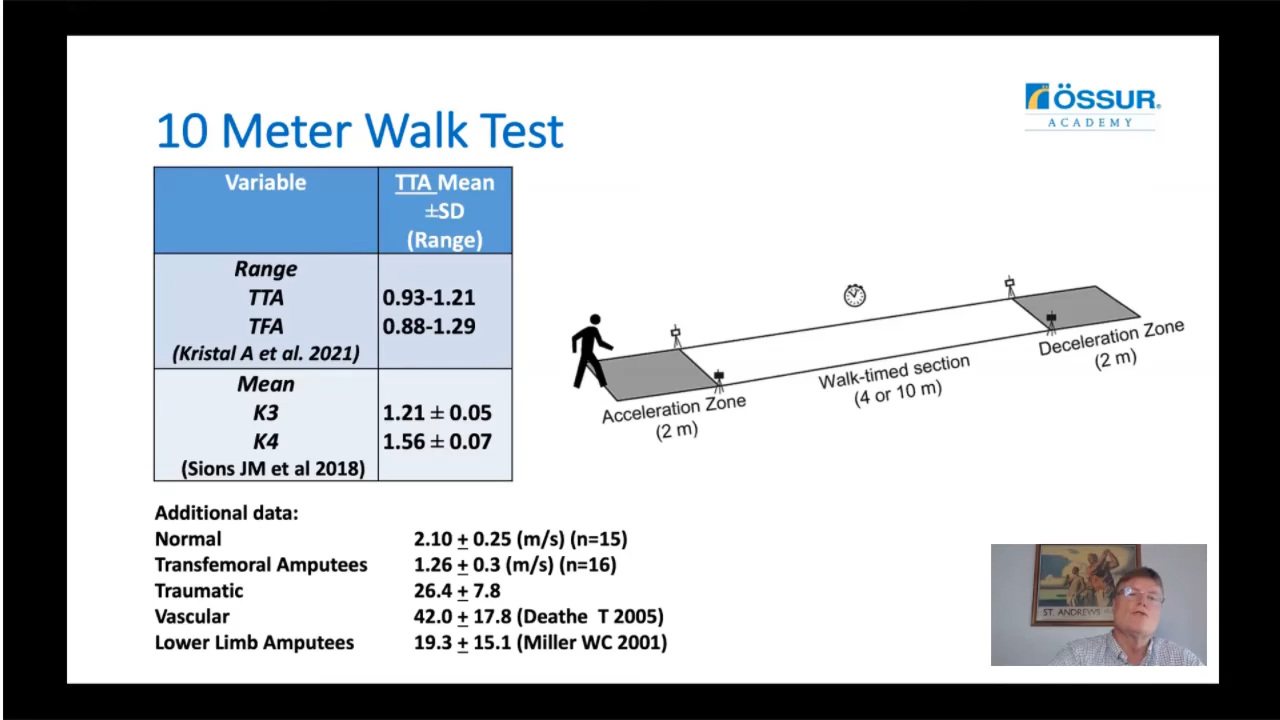 ÖSSUR.
ACADEMY
10 Meter Walk Test
Variable
TTA Mean
±SD
(Range)
Range
TTA
0.93-1.21
TFA
0.88-1.29
(Kristal A et al. 2021)
Mean
K3
1.21 ± 0.05
K4
1.56 ± 0.07
(Sions JM et al 2018)
Acceleration Zone
(2 m)
Walk-timed section
(4 or 10 m)
Deceleration Zone
(2 m)
Additional data:
Normal 2.10 + 0.25 (m/s) (n=15)
Transfemoral Amputees 1.26 + 0.3 (m/s) (n=16)
Traumatic 26.4 + 7.8
Vascular 42.0 + 17.8 (Deathe T 2005)
Lower Limb Amputees 19.3 + 15.1 (Miller WC 2001)
ST. ANDREWS